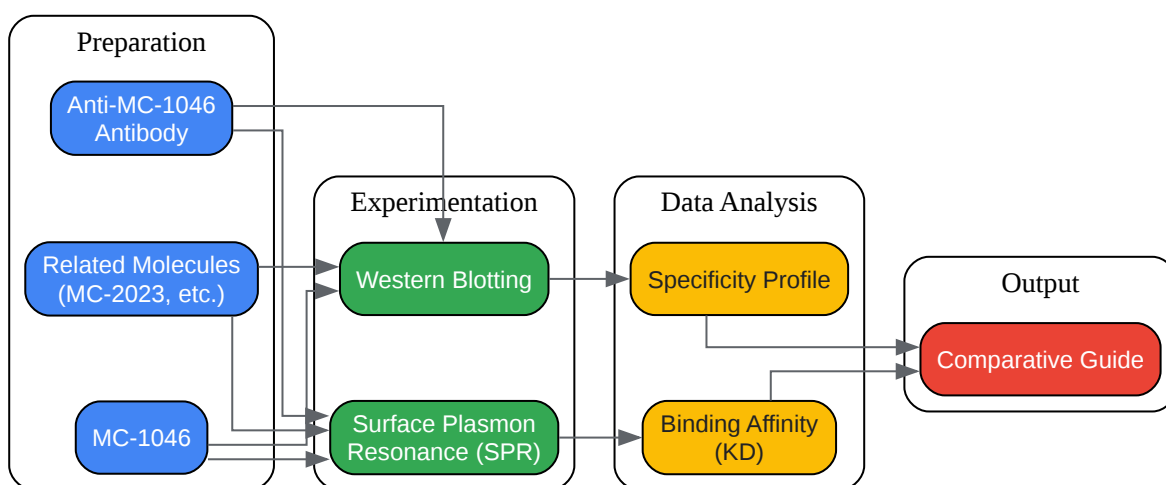 Preparation
Anti-MC-1046
Antibody
Related Molecules
(MC-2023, etc.)
MC-1046
Experimentation
Western Blotting
Surface Plasmon
Resonance (SPR)
Data Analysis
Specificity Profile
Binding Affinity
(KD)
Output
Comparative Guide